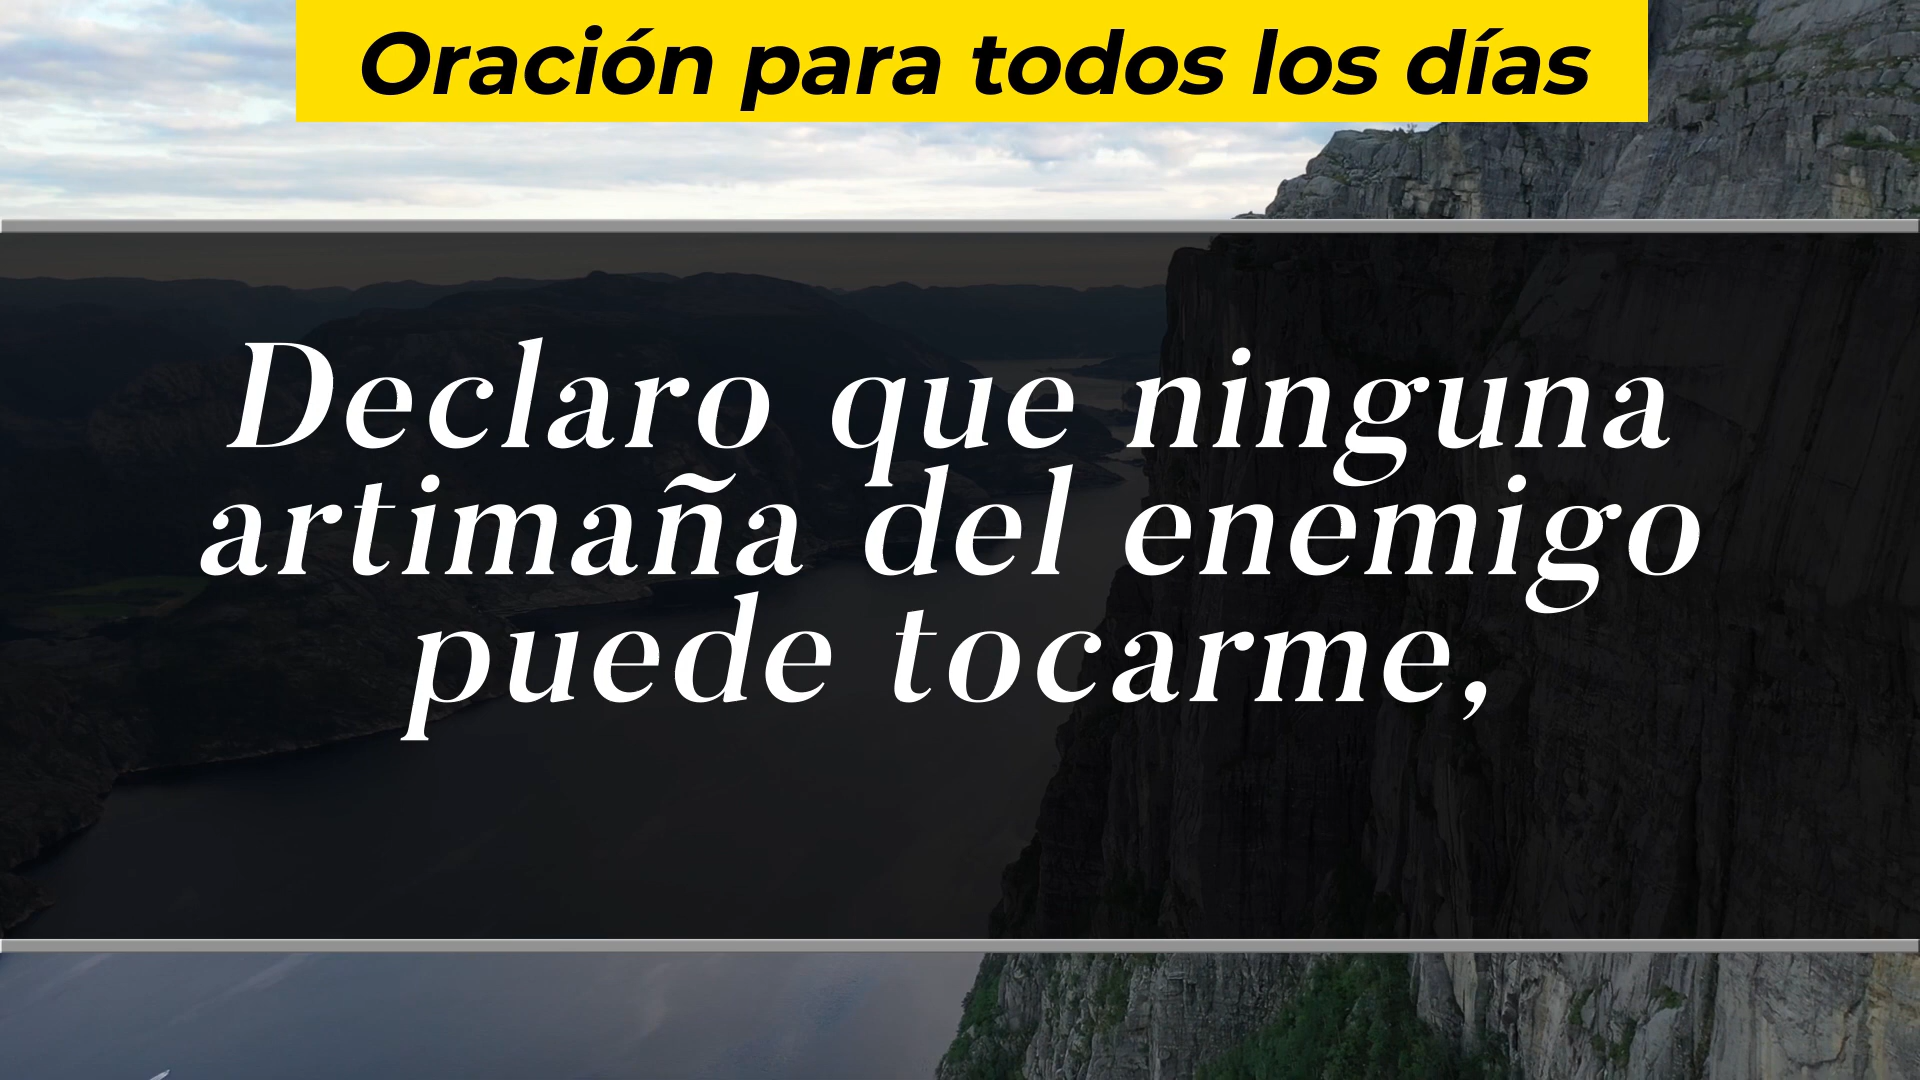 Oración para todos los días
Declaro que ninguna
artimaña del enemigo
puede tocarme,